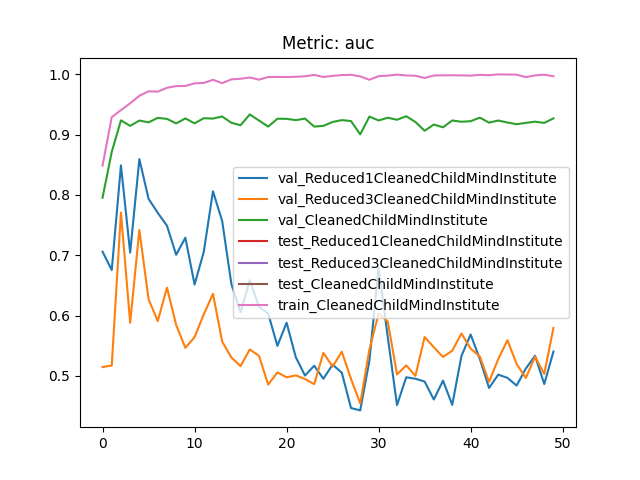 Metric: auc
1.0
0.9
0.8
0.7
0.6
0.5
val_Reduced1CleanedChildMindInstitute
val_Reduced3CleanedChildMindInstitute
val_CleanedChildMindInstitute
test_Reduced1CleanedChildMindInstitute
test_Reduced3CleanedChildMindInstitute
test_CleanedChildMindInstitute
train_CleanedChildMindInstitute
0 10 20 30 40 50